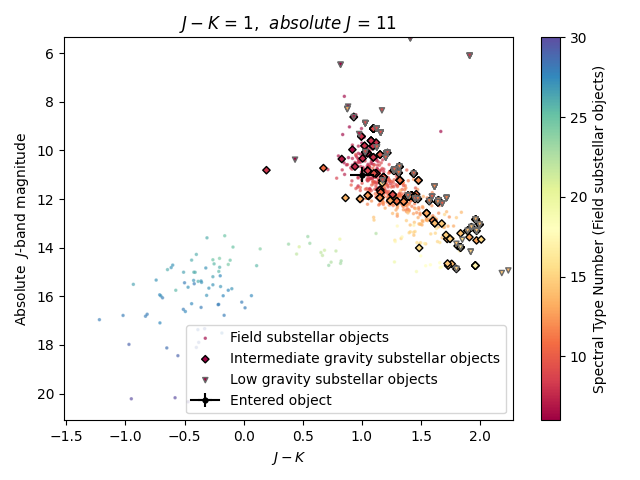 J − K = 1, absolute J = 11
6
8
10
12
14
16
18
20
Absolute J-band magnitude
−1.5 −1.0 −0.5 0.0 0.5 1.0 1.5 2.0
J − K
Field substellar objects
Intermediate gravity substellar objects
Low gravity substellar objects
Entered object
30
25
20
15
10
Spectral Type Number (Field substellar objects)